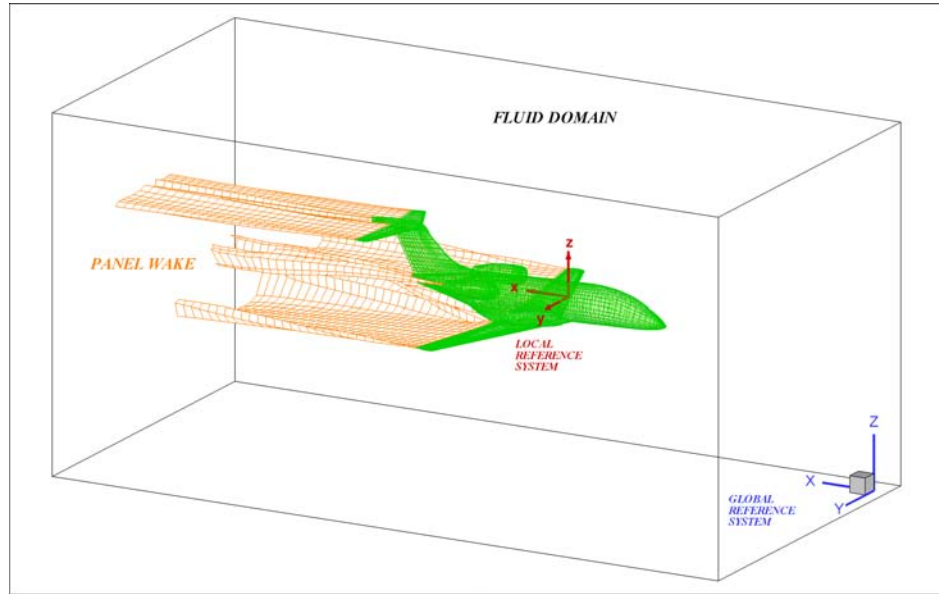 FLUID DOMAIN
PANEL WAKE
z
x
y
LOCAL
REFERENCE
SYSTEM
Z
X
Y
GLOBAL
REFERENCE
SYSTEM